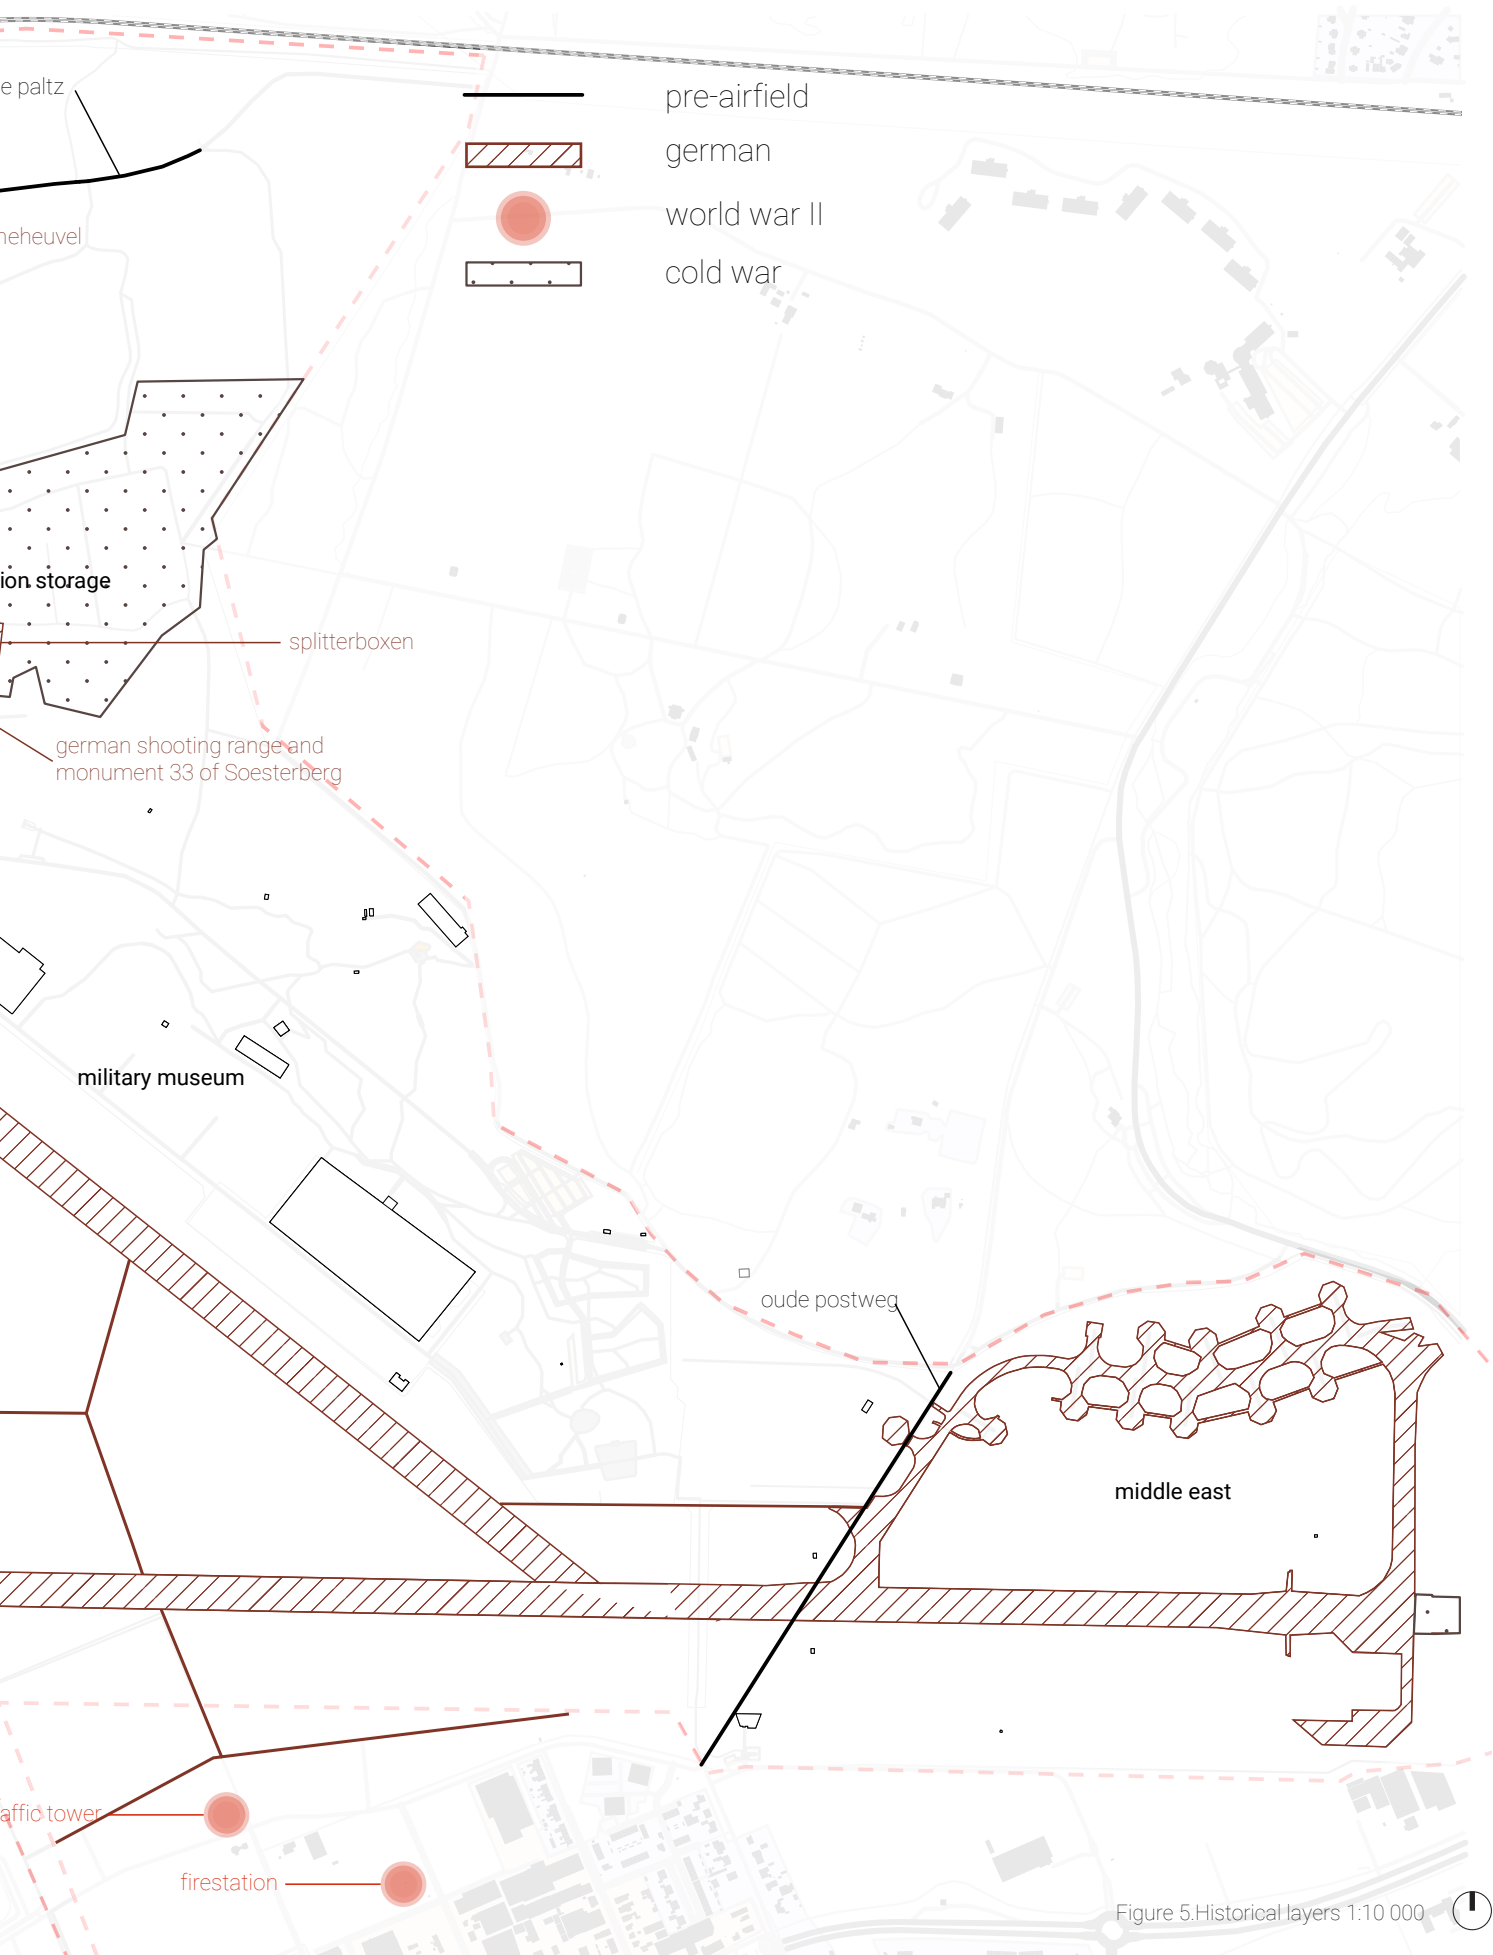 e paltz
pre-airfield
german
world war II
neheuvel
cold war
ion storage
splitterboxen
german shooting range and
monument 33 of Soesterberg
military museum
oude postweg
middle east
affic tower
firestation
Figure 5.Historical layers 1:10 000